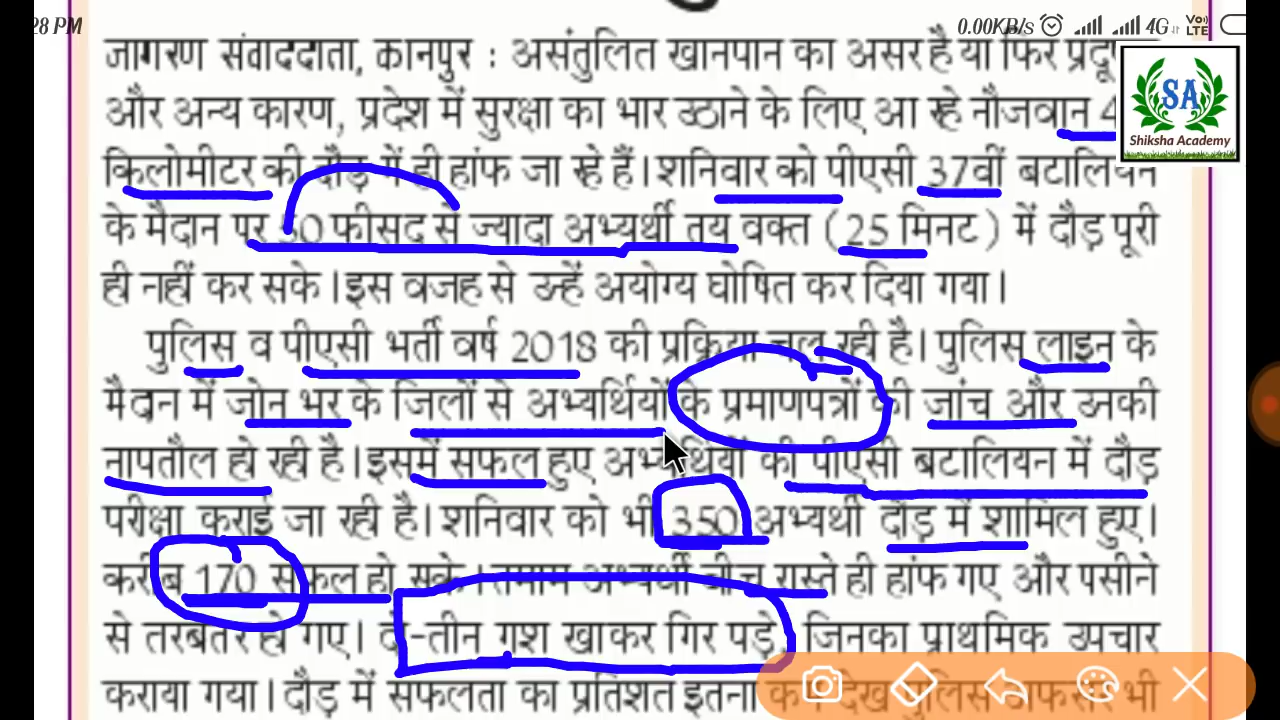 28 PM 0.00KB/s 4G VoLTE
SA
Shiksha Academy
जागरण संवाददाता, कानपुर : असंतुलित खानपान का असर है या फिर
और अन्य कारण, प्रदेश में सुरक्षा का भार उठाने के लिए आ रहे नौजवान
किलोमीटर की दौड़ में ही हांफ जा रहे हैं। शनिवार को पीएसी 37वीं बटालियन
के मैदान पर 50 फीसद से ज्यादा अभ्यर्थी तय वक्त (25 मिनट) में दौड़ पूरी
ही नहीं कर सके। इस वजह से उन्हें अयोग्य घोषित कर दिया गया।
पुलिस व पीएसी भर्ती वर्ष 2018 की प्रक्रिया चल रही है। पुलिस लाइन के
मैदान में जोन भर के जिलों से अभ्यर्थियों के प्रमाणपत्रों की जांच और उनकी
नापतौल हो रही है। इसमें सफल हुए अभ्यर्थियों की पीएसी बटालियन में दौड़
परीक्षा कराई जा रही है। शनिवार को भी 350 अभ्यर्थी दौड़ में शामिल हुए।
करीब 170 सफल हो सके। तमाम अभ्यर्थी बीच रास्ते ही हांफ गए और पसीने
से तरबतर हो गए। दो-तीन गश खाकर गिर पड़े, जिनका प्राथमिक उपचार
कराया गया। दौड़ में सफलता का प्रतिशत इतना कम देख पुलिस अफसर भी